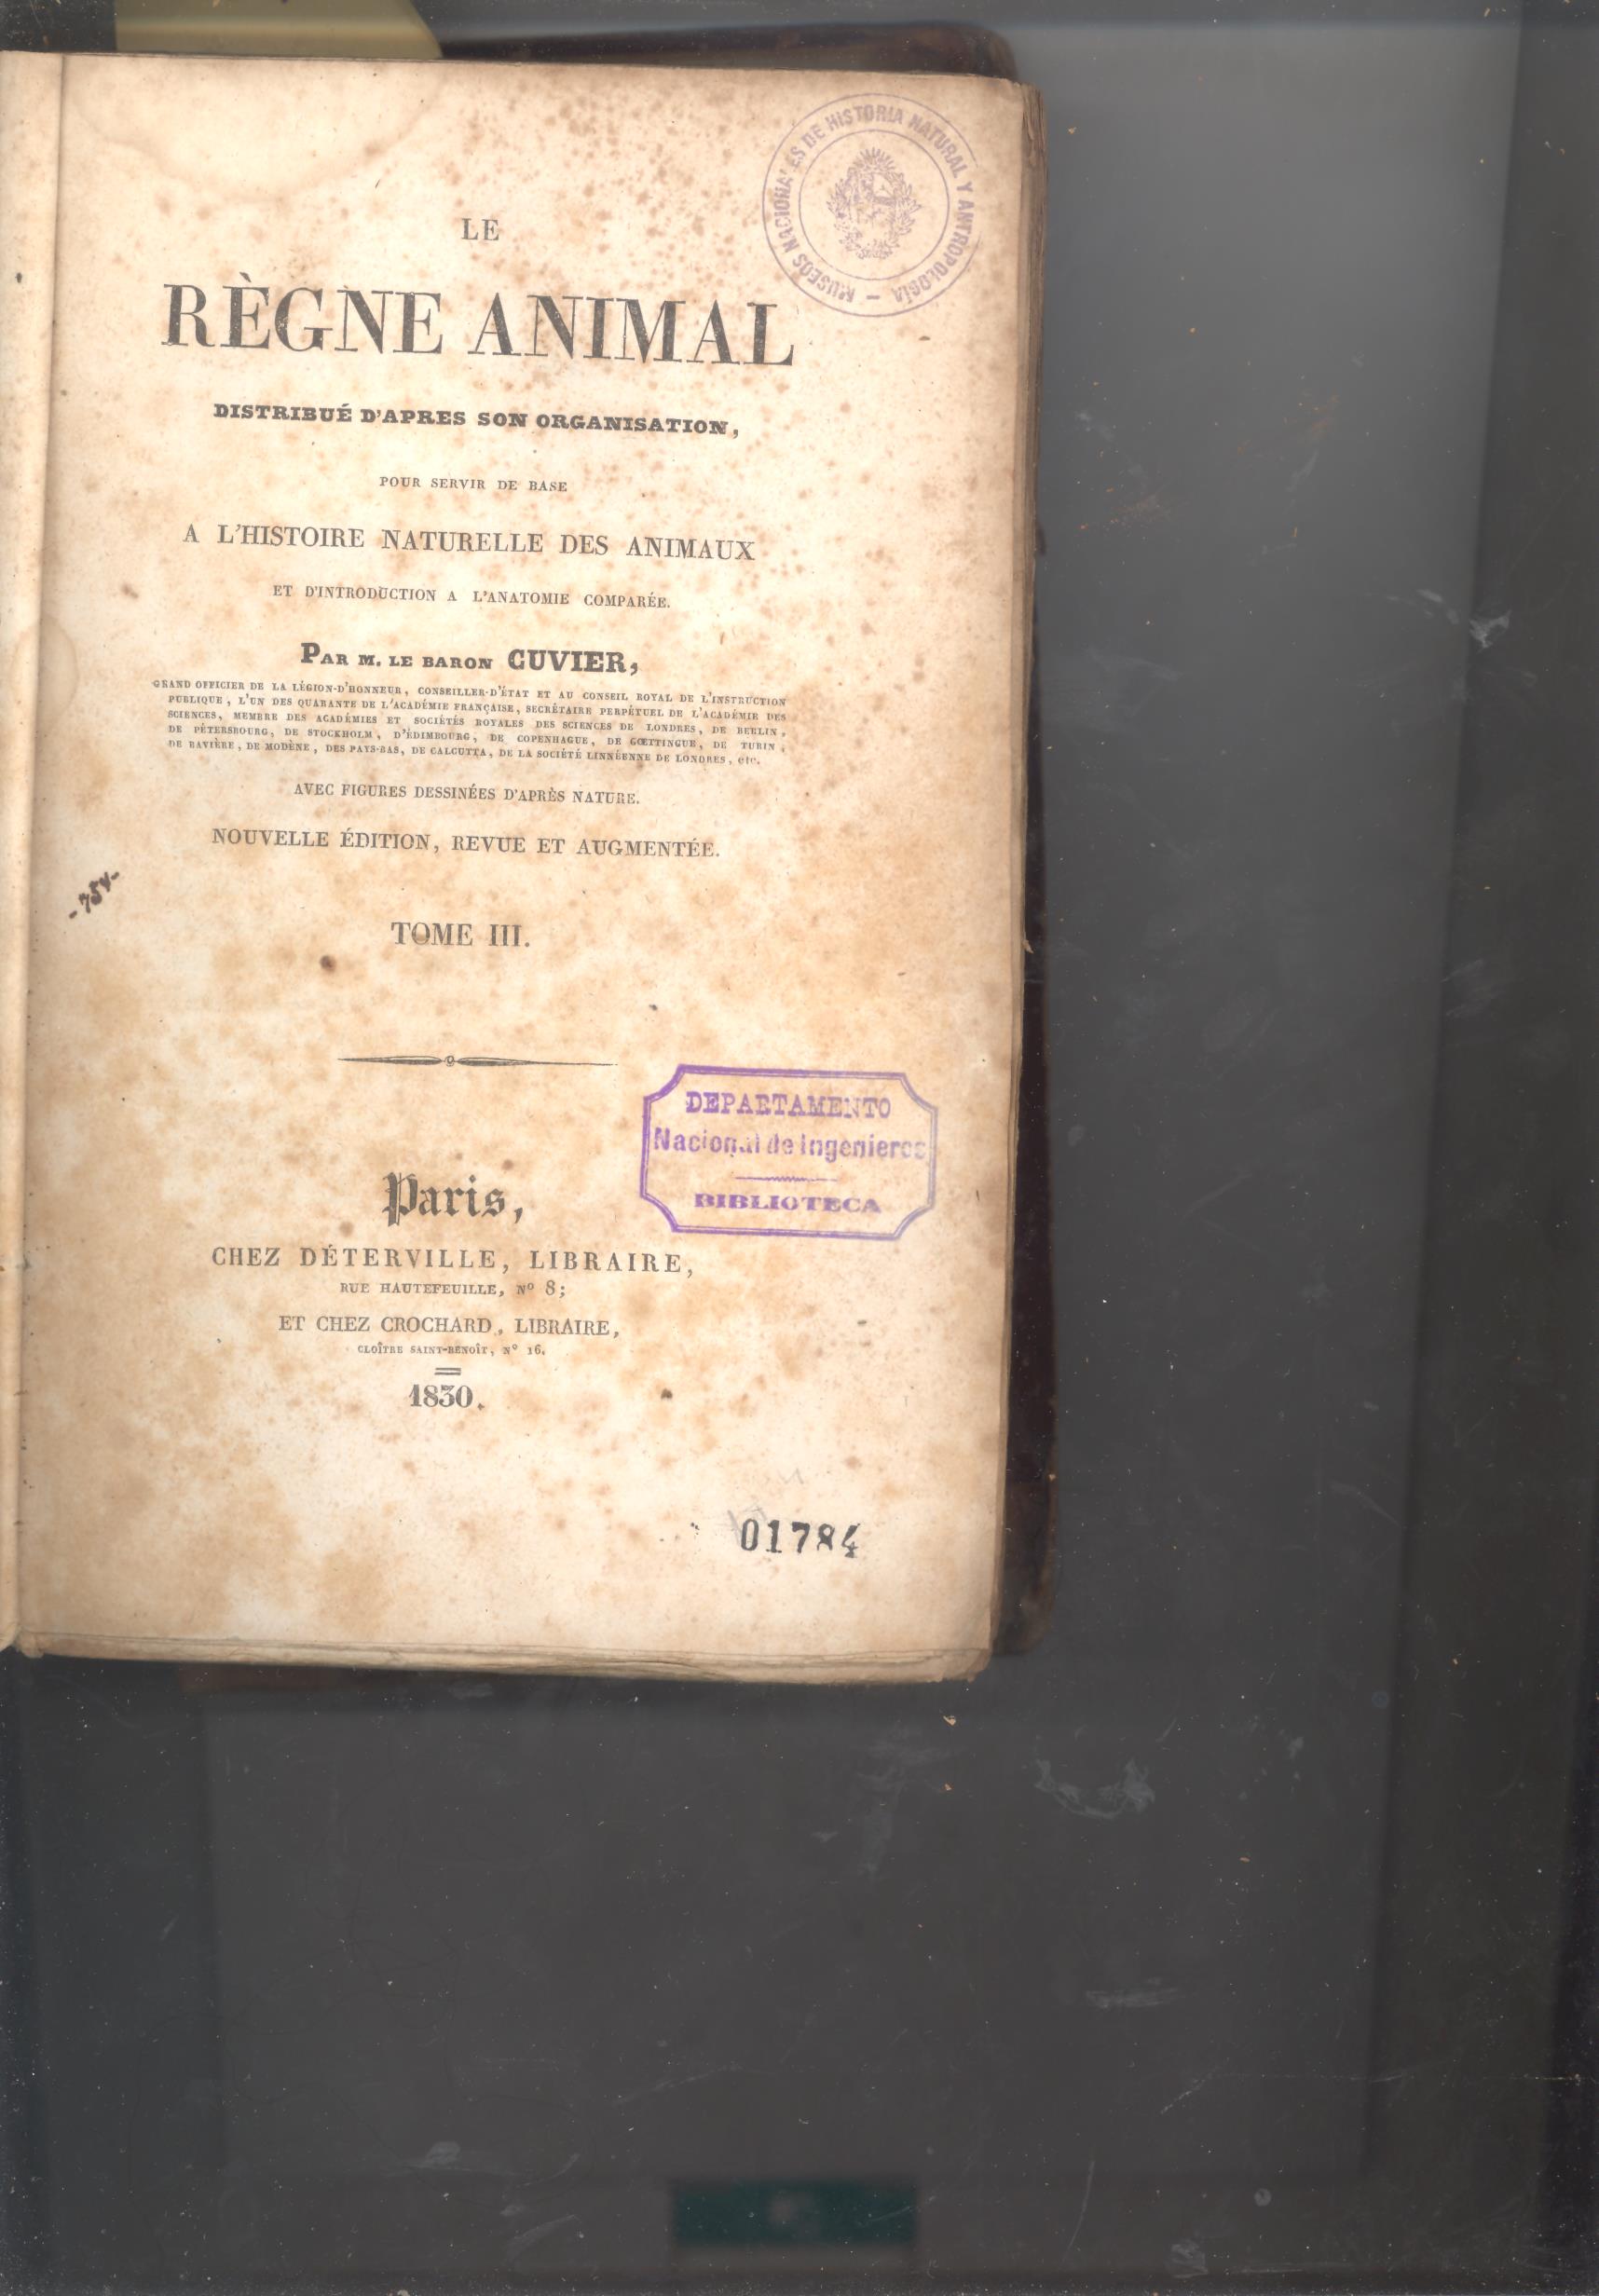 LE
RÈGNE ANIMAL
DISTRIBUÉ D'APRES SON ORGANISATION,
POUR SERVIR DE BASE
A L'HISTOIRE NATURELLE DES ANIMAUX
ET D'INTRODUCTION A L'ANATOMIE COMPARÉE.
PAR M. LE BARON CUVIER,
GRAND OFFICIER DE LA LÉGION-D'HONNEUR, CONSEILLER-D'ÉTAT ET AU CONSEIL ROYAL DE L'INSTRUCTION
PUBLIQUE, L'UN DES QUARANTE DE L'ACADÉMIE FRANÇAISE, SECRÉTAIRE PERPÉTUEL DE L'ACADÉMIE DES
SCIENCES, MEMBRE DES ACADÉMIES ET SOCIÉTÉS ROYALES DES SCIENCES DE LONDRES, DE BERLIN,
DE PÉTERSBOURG, DE STOCKHOLM, D'ÉDIMBOURG, DE COPENHAGUE, DE GŒTTINGUE, DE TURIN,
DE BAVIÈRE, DE MODÈNE, DES PAYS-BAS, DE CALCUTTA, DE LA SOCIÉTÉ LINNÉENNE DE LONDRES, etc.
AVEC FIGURES DESSINÉES D'APRÈS NATURE.
NOUVELLE ÉDITION, REVUE ET AUGMENTÉE.
-754-
TOME III.
Paris,
CHEZ DÉTERVILLE, LIBRAIRE,
RUE HAUTEFEUILLE, Nº 8;
ET CHEZ CROCHARD, LIBRAIRE,
CLOÎTRE SAINT-BENOÎT, Nº 16.
1830.
MUSEOS NACIONALES DE HISTORIA NATURAL Y ANTROPOLOGÍA –
DEPARTAMENTO
Nacional de Ingenieros
BIBLIOTECA
01784